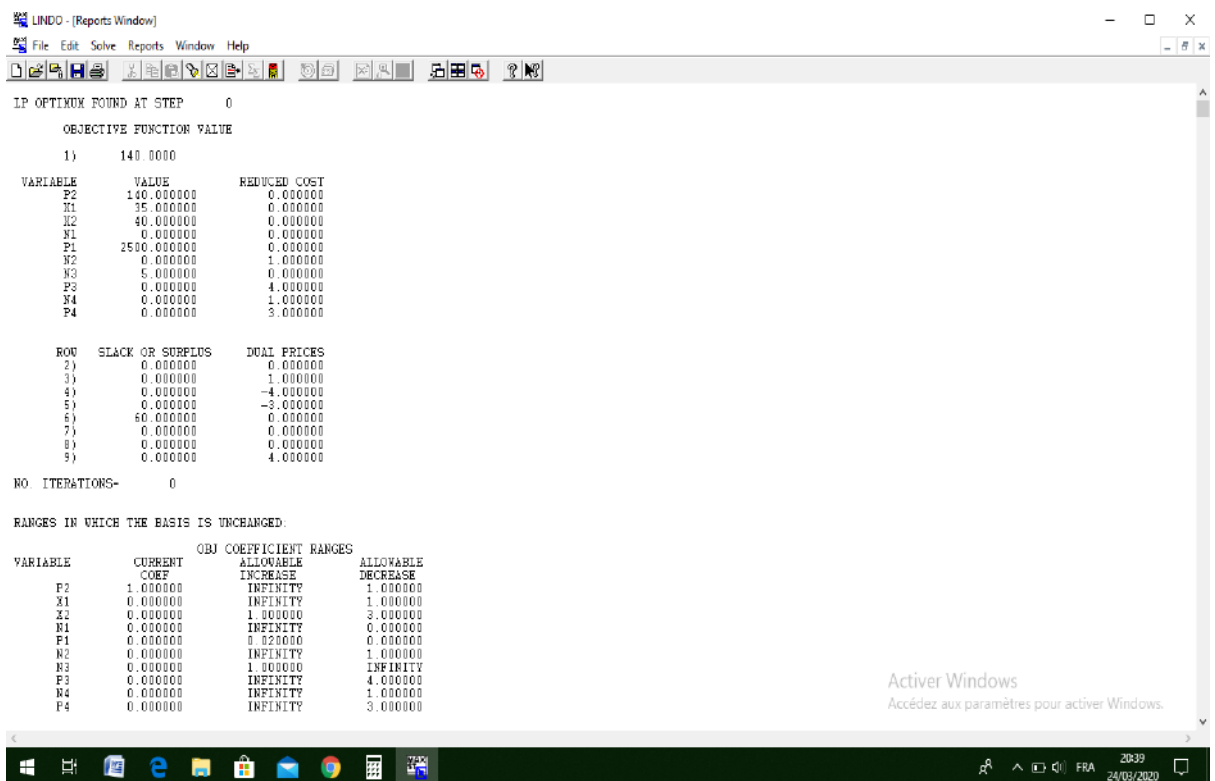 LINDO - [Reports Window]
File Edit Solve Reports Window Help
LP OPTIMUM FOUND AT STEP 0
OBJECTIVE FUNCTION VALUE
1) 140.0000
VARIABLE VALUE REDUCED COST
P2 140.000000 0.000000
X1 35.000000 0.000000
X2 40.000000 0.000000
N1 0.000000 0.000000
P1 2500.000000 0.000000
N2 0.000000 1.000000
N3 5.000000 0.000000
P3 0.000000 4.000000
N4 0.000000 1.000000
P4 0.000000 3.000000
ROW SLACK OR SURPLUS DUAL PRICES
2) 0.000000 0.000000
3) 0.000000 1.000000
4) 0.000000 -4.000000
5) 0.000000 -3.000000
6) 60.000000 0.000000
7) 0.000000 0.000000
8) 0.000000 0.000000
9) 0.000000 4.000000
NO. ITERATIONS= 0
RANGES IN WHICH THE BASIS IS UNCHANGED:
OBJ COEFFICIENT RANGES
VARIABLE CURRENT ALLOWABLE ALLOWABLE
COEF INCREASE DECREASE
P2 1.000000 INFINITY 1.000000
X1 0.000000 INFINITY 1.000000
X2 0.000000 1.000000 3.000000
N1 0.000000 INFINITY 0.000000
P1 0.000000 0.020000 0.000000
N2 0.000000 INFINITY 1.000000
N3 0.000000 1.000000 INFINITY
P3 0.000000 INFINITY 4.000000
N4 0.000000 INFINITY 1.000000
P4 0.000000 INFINITY 3.000000
Activer Windows
Accédez aux paramètres pour activer Windows.
FRA
20:39
24/03/2020